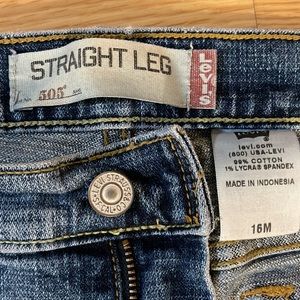 STRAIGHT LEG
505
LEVI'S
levi.com
(800) USA-LEVI
99% COTTON
1% LYCRA® SPANDEX
MADE IN INDONESIA
16M
LEVI STRAUSS & CO
S.F. CAL